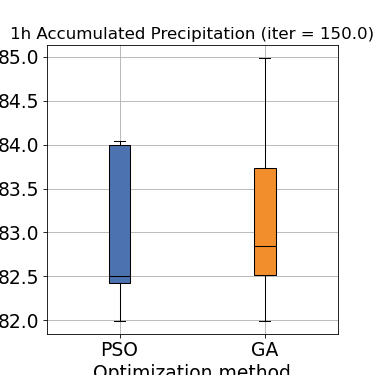 1h Accumulated Precipitation (iter = 150.0)
85.0
84.5
84.0
83.5
83.0
82.5
82.0
PSO GA
Optimization method